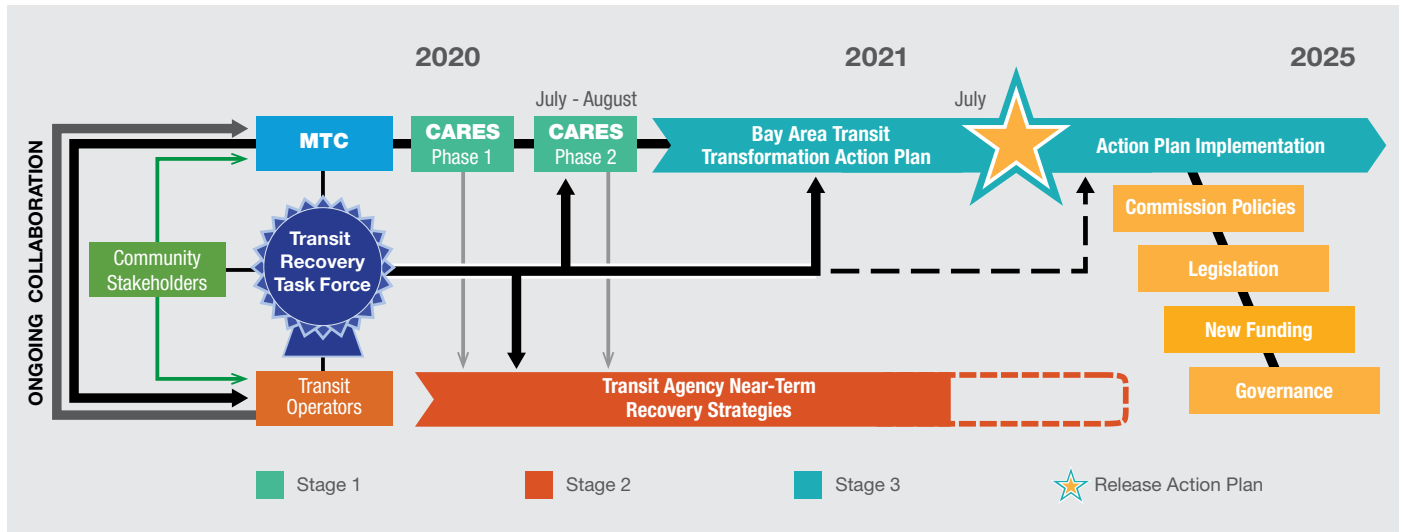 2020
2021
2025
July - August
July
ONGOING COLLABORATION
MTC
CARES
Phase 1
CARES
Phase 2
Bay Area Transit
Transformation Action Plan
Action Plan Implementation
Commission Policies
Legislation
New Funding
Governance
Community
Stakeholders
Transit
Recovery
Task Force
Transit
Operators
Transit Agency Near-Term
Recovery Strategies
Stage 1
Stage 2
Stage 3
Release Action Plan